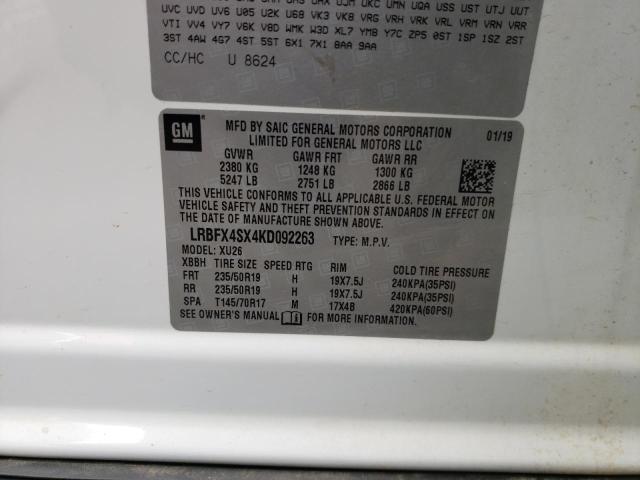 UVC UVD UV6 U05 U2K U68 VK3 VK8 VRG VRH VRK VRL VRM VRN VRR
VTI VV4 VY7 V6K V8D WMK W3D XL7 YM8 Y7C ZP5 0ST 1SP 1SZ 2ST
3ST 4AW 4G7 4ST 5ST 6X1 7X1 8AA 9AA
CC/HC U 8624
GM
MFD BY SAIC GENERAL MOTORS CORPORATION 01/19
LIMITED FOR GENERAL MOTORS LLC
GVWR GAWR FRT GAWR RR
2380 KG 1248 KG 1300 KG
5247 LB 2751 LB 2866 LB
THIS VEHICLE CONFORMS TO ALL APPLICABLE U.S. FEDERAL MOTOR
VEHICLE SAFETY AND THEFT PREVENTION STANDARDS IN EFFECT ON
THE DATE OF MANUFACTURE SHOWN ABOVE.
LRBFX4SX4KD092263 TYPE: M.P.V.
MODEL: XU26
XBBH TIRE SIZE SPEED RTG RIM COLD TIRE PRESSURE
FRT 235/50R19 H 19X7.5J 240KPA(35PSI)
RR 235/50R19 H 19X7.5J 240KPA(35PSI)
SPA T145/70R17 M 17X4B 420KPA(60PSI)
SEE OWNER'S MANUAL FOR MORE INFORMATION.